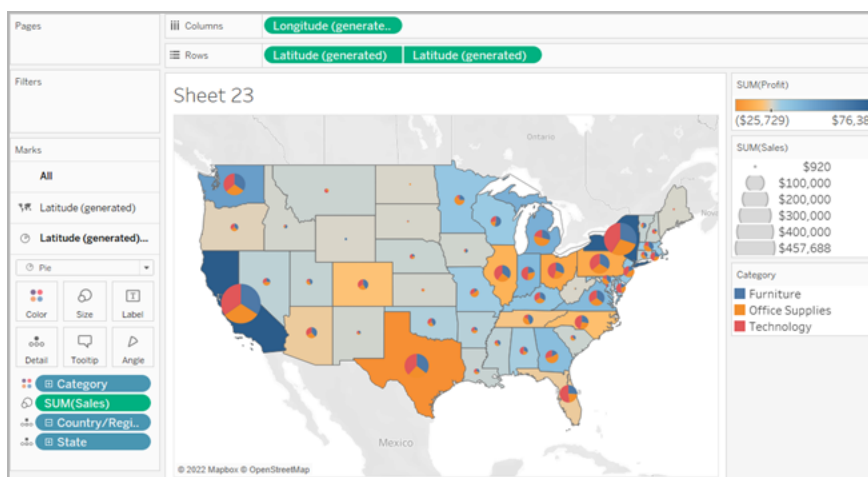 Pages
Columns
Longitude (generate..
Rows
Latitude (generated)
Latitude (generated)
Filters
Marks
All
Latitude (generated)
Latitude (generated)...
Pie
Color
Size
Label
Detail
Tooltip
Angle
Category
SUM(Sales)
Country/Regi..
State
Sheet 23
Ontario
Mexico
© 2022 Mapbox © OpenStreetMap
SUM(Profit)
($25,729)
$76,38
SUM(Sales)
$920
$100,000
$200,000
$300,000
$400,000
$457,688
Category
Furniture
Office Supplies
Technology